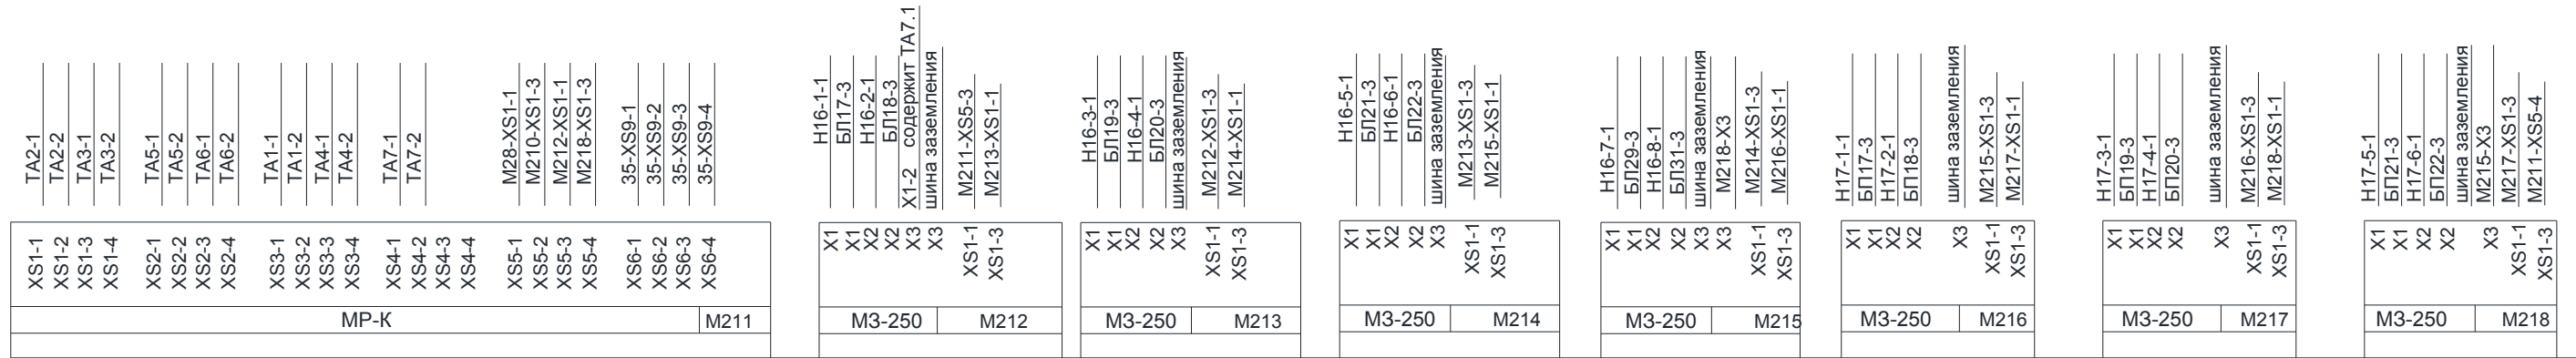 ТА2-1
ТА2-2
ТА3-1
ТА3-2
ТА5-1
ТА5-2
ТА6-1
ТА6-2
ТА1-1
ТА1-2
ТА4-1
ТА4-2
ТА7-1
ТА7-2
М28-XS1-1
М210-XS1-3
М212-XS1-1
М218-XS1-3
35-XS9-1
35-XS9-2
35-XS9-3
35-XS9-4
XS1-1
XS1-2
XS1-3
XS1-4
XS2-1
XS2-2
XS2-3
XS2-4
XS3-1
XS3-2
XS3-3
XS3-4
XS4-1
XS4-2
XS4-3
XS4-4
XS5-1
XS5-2
XS5-3
XS5-4
XS6-1
XS6-2
XS6-3
XS6-4
МР-К
М211
Н16-1-1
БЛ17-3
Н16-2-1
БЛ18-3
Х1-2 содержит ТА7.1
шина заземления
М211-XS5-3
М213-XS1-1
X1
X1
X2
X2
X3
X3
XS1-1
XS1-3
МЗ-250
М212
Н16-3-1
БЛ19-3
Н16-4-1
БЛ20-3
шина заземления
М212-XS1-3
М214-XS1-1
X1
X1
X2
X2
X3
XS1-1
XS1-3
МЗ-250
М213
Н16-5-1
БЛ21-3
Н16-6-1
БЛ22-3
шина заземления
М213-XS1-3
М215-XS1-1
X1
X1
X2
X2
X3
XS1-1
XS1-3
МЗ-250
М214
Н16-7-1
БЛ29-3
Н16-8-1
БЛ31-3
шина заземления
М218-X3
М214-XS1-3
М216-XS1-1
X1
X1
X2
X2
X3
X3
XS1-1
XS1-3
МЗ-250
М215
Н17-1-1
БП17-3
Н17-2-1
БП18-3
шина заземления
М215-XS1-3
М217-XS1-1
X1
X1
X2
X2
X3
XS1-1
XS1-3
МЗ-250
М216
Н17-3-1
БП19-3
Н17-4-1
БП20-3
шина заземления
М216-XS1-3
М218-XS1-1
X1
X1
X2
X2
X3
XS1-1
XS1-3
МЗ-250
М217
Н17-5-1
БП21-3
Н17-6-1
БП22-3
шина заземления
М215-X3
М217-XS1-3
М211-XS5-4
X1
X1
X2
X2
X3
XS1-1
XS1-3
МЗ-250
М218